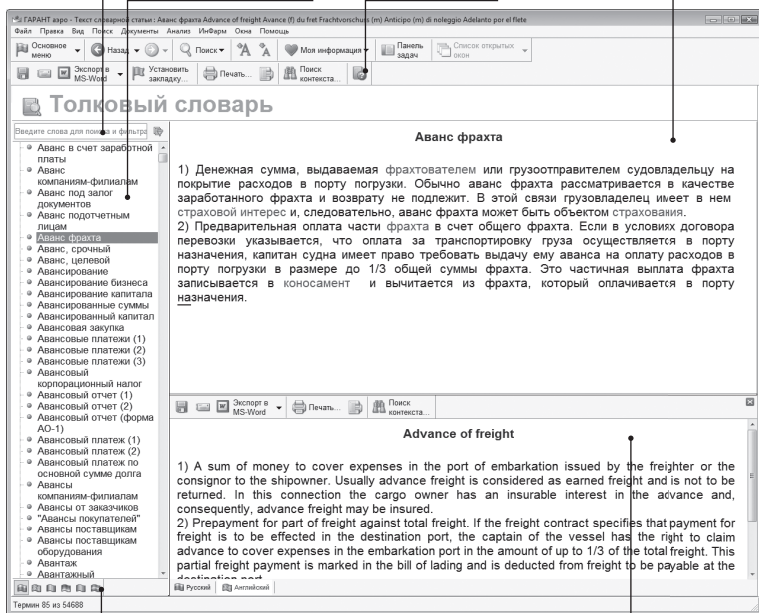 ГАРАНТ аэро - Текст словарной статьи : Аванс фрахта Advance of freight Avance (f) du fret Frachtvorschuss (m) Anticipo (m) di noleggio Adelanto por el flete
Файл Правка Вид Поиск Документы Анализ ИнФарм Окна Помощь
Основное меню Назад Поиск Моя информация Панель задач Список открытых окон
Экспорт в MS-Word Установить закладку... Печать... Поиск контекста...
Толковый словарь
Введите слова для поиска и фильтра
Аванс в счет заработной
платы
Аванс
компаниям-филиалам
Аванс под залог
документов
Аванс подотчетным
лицам
Аванс фрахта
Аванс, срочный
Аванс, целевой
Авансирование
Авансирование бизнеса
Авансирование капитала
Авансированные суммы
Авансированный капитал
Авансовая закупка
Авансовые платежи (1)
Авансовые платежи (2)
Авансовые платежи (3)
Авансовый
корпорационный налог
Авансовый отчет (1)
Авансовый отчет (2)
Авансовый отчет (форма
АО-1)
Авансовый платеж (1)
Авансовый платеж (2)
Авансовый платеж по
основной сумме долга
Авансы
компаниям-филиалам
Авансы от заказчиков
"Авансы покупателей"
Авансы поставщикам
Авансы поставщикам
оборудования
Авантаж
Авантажный
Аванс фрахта
1) Денежная сумма, выдаваемая фрахтователем или грузоотправителем судовладельцу на
покрытие расходов в порту погрузки. Обычно аванс фрахта рассматривается в качестве
заработанного фрахта и возврату не подлежит. В этой связи грузовладелец имеет в нем
страховой интерес и, следовательно, аванс фрахта может быть объектом страхования.
2) Предварительная оплата части фрахта в счет общего фрахта. Если в условиях договора
перевозки указывается, что оплата за транспортировку груза осуществляется в порту
назначения, капитан судна имеет право требовать выдачу ему аванса на оплату расходов в
порту погрузки в размере до 1/3 общей суммы фрахта. Это частичная выплата фрахта
записывается в коносамент и вычитается из фрахта, который оплачивается в порту
назначения.
Экспорт в MS-Word Печать... Поиск контекста...
Advance of freight
1) A sum of money to cover expenses in the port of embarkation issued by the freighter or the
consignor to the shipowner. Usually advance freight is considered as earned freight and is not to be
returned. In this connection the cargo owner has an insurable interest in the advance and,
consequently, advance freight may be insured.
2) Prepayment for part of freight against total freight. If the freight contract specifies that payment for
freight is to be effected in the destination port, the captain of the vessel has the right to claim
advance to cover expenses in the embarkation port in the amount of up to 1/3 of the total freight. This
partial freight payment is marked in the bill of lading and is deducted from freight to be payable at the
destination port.
Русский Английский
Термин 85 из 54688